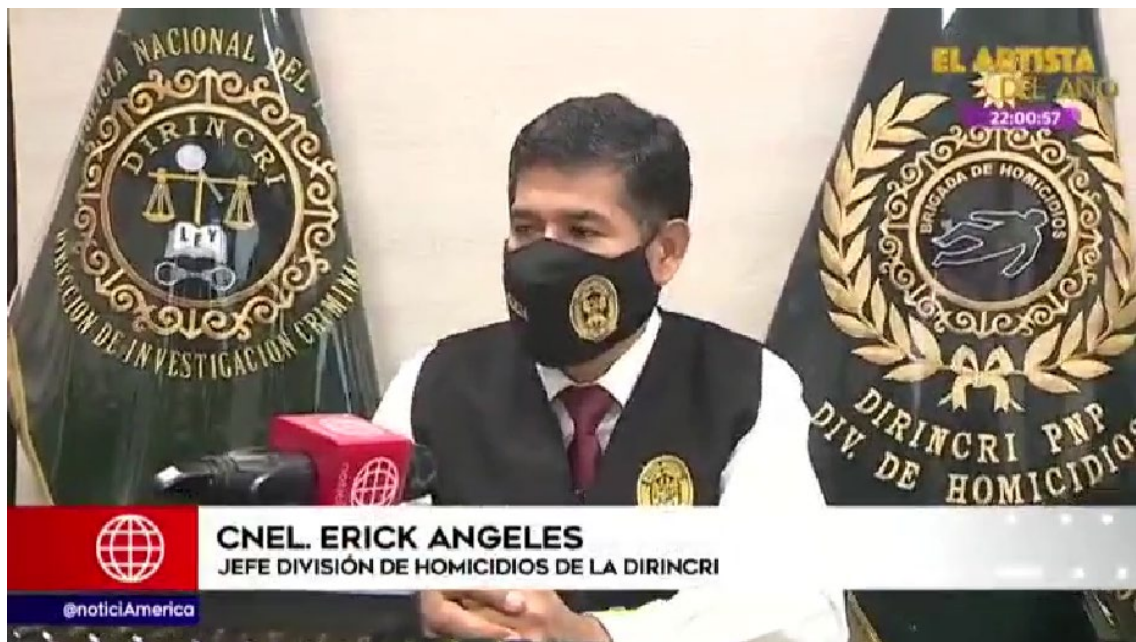 POLICIA NACIONAL DEL
DIRINCRI
LEY
DIRECCION DE INVESTIGACION CRIMINAL
EL ARTISTA
DEL AÑO
22:00:57
BRIGADA DE HOMICIDIOS
DIRINCRI PNP
DIV. DE HOMICIDIOS
CNEL. ERICK ANGELES
JEFE DIVISIÓN DE HOMICIDIOS DE LA DIRINCRI
@noticiAmerica